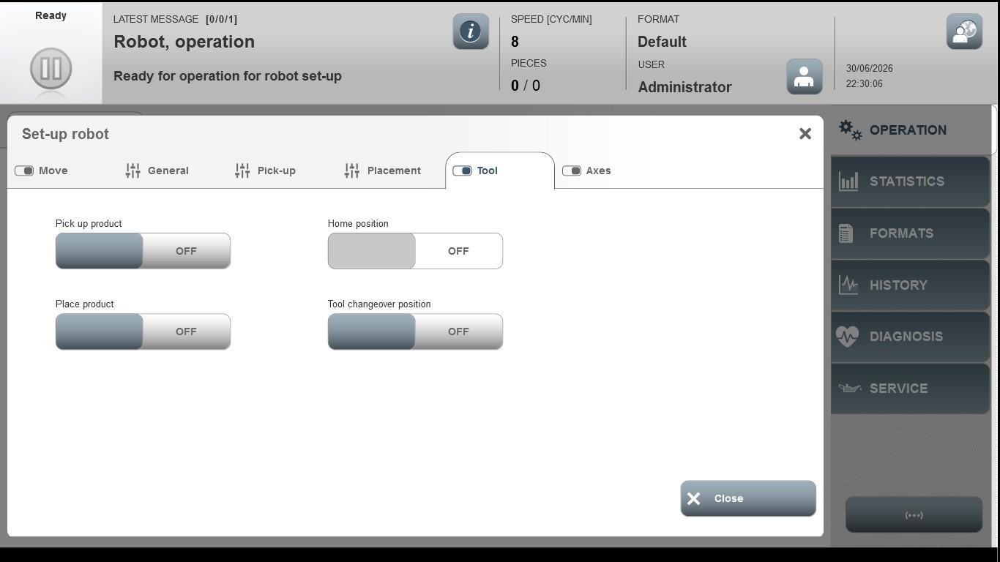 Ready
LATEST MESSAGE [0/0/1]
Robot, operation
Ready for operation for robot set-up
i
SPEED [CYC/MIN]
8
PIECES
0 / 0
FORMAT
Default
USER
Administrator
30/06/2026
22:30:06
Set-up robot
Move
General
Pick-up
Placement
Tool
Axes
Pick up product
OFF
Home position
OFF
Place product
OFF
Tool changeover position
OFF
Close
OPERATION
STATISTICS
FORMATS
HISTORY
DIAGNOSIS
SERVICE
(•••)